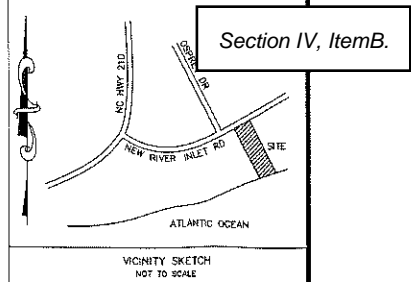 Section IV, ItemB.
NC HWY 210
OSPREY DR
NEW RIVER INLET RD
SITE
ATLANTIC OCEAN
VICINITY SKETCH
NOT TO SCALE